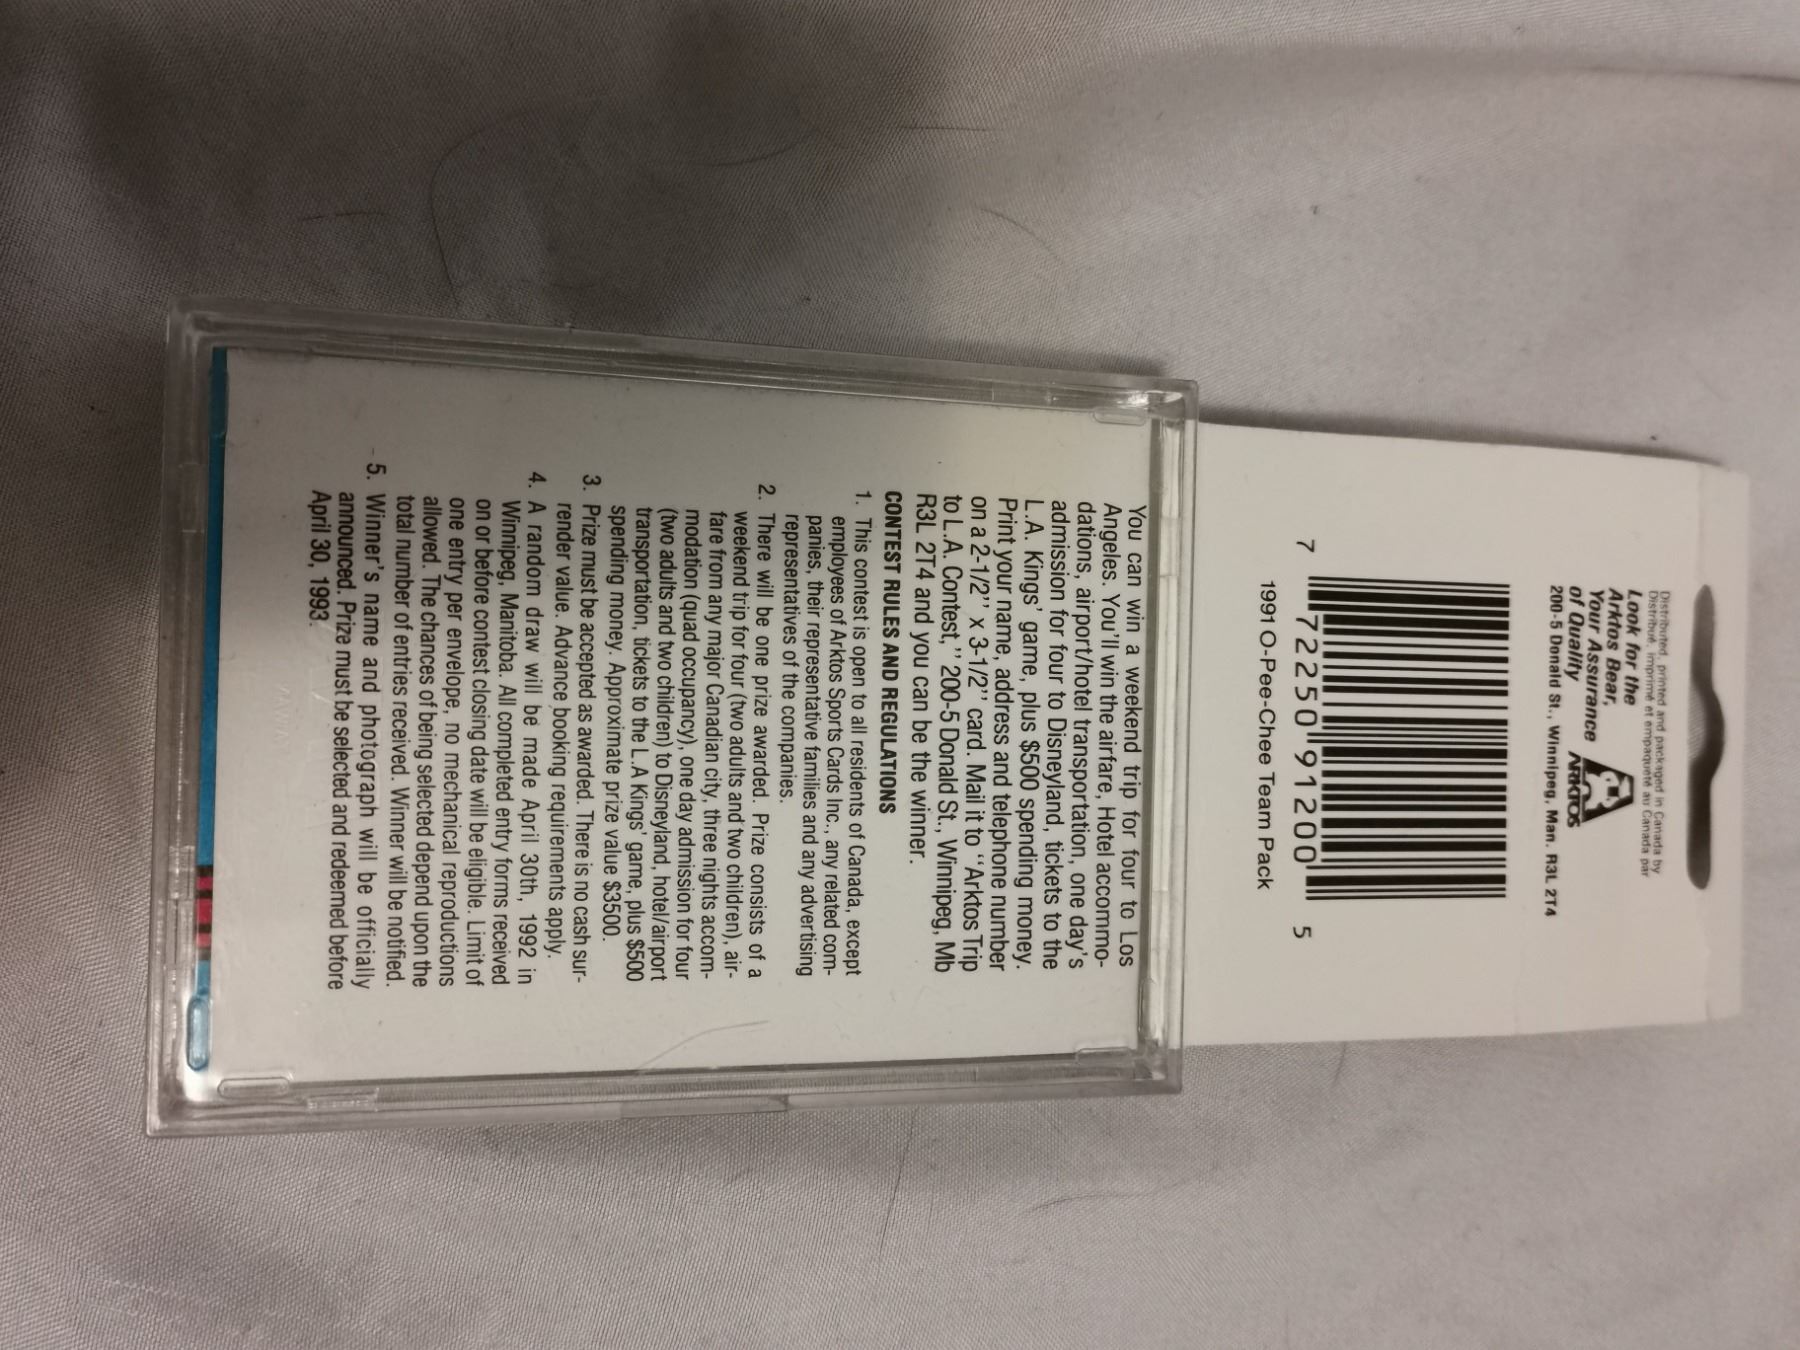 Distributed, printed and packaged in Canada by
Distribué, imprimé et empaqueté au Canada par
Look for the
Arktos Bear,
Your Assurance
of Quality
ARKTOS
200-5 Donald St., Winnipeg, Man. R3L 2T4
7 72250 91200 5
1991 O-Pee-Chee Team Pack
You can win a weekend trip for four to Los
Angeles. You'll win the airfare, Hotel accommo-
dations, airport/hotel transportation, one day's
admission for four to Disneyland, tickets to the
L.A. Kings' game, plus $500 spending money.
Print your name, address and telephone number
on a 2-1/2'' x 3-1/2'' card. Mail it to ''Arktos Trip
to L.A. Contest,'' 200-5 Donald St., Winnipeg, Mb
R3L 2T4 and you can be the winner.
CONTEST RULES AND REGULATIONS
1. This contest is open to all residents of Canada, except
employees of Arktos Sports Cards Inc., any related com-
panies, their representative families and any advertising
representatives of the companies.
2. There will be one prize awarded. Prize consists of a
weekend trip for four (two adults and two children), air-
fare from any major Canadian city, three nights accom-
modation (quad occupancy), one day admission for four
(two adults and two children) to Disneyland, hotel/airport
transportation, tickets to the L.A Kings' game, plus $500
spending money. Approximate prize value $3500.
3. Prize must be accepted as awarded. There is no cash sur-
render value. Advance booking requirements apply.
4. A random draw will be made April 30th, 1992 in
Winnipeg, Manitoba. All completed entry forms received
on or before contest closing date will be eligible. Limit of
one entry per envelope, no mechanical reproductions
allowed. The chances of being selected depend upon the
total number of entries received. Winner will be notified.
5. Winner's name and photograph will be officially
announced. Prize must be selected and redeemed before
April 30, 1993.